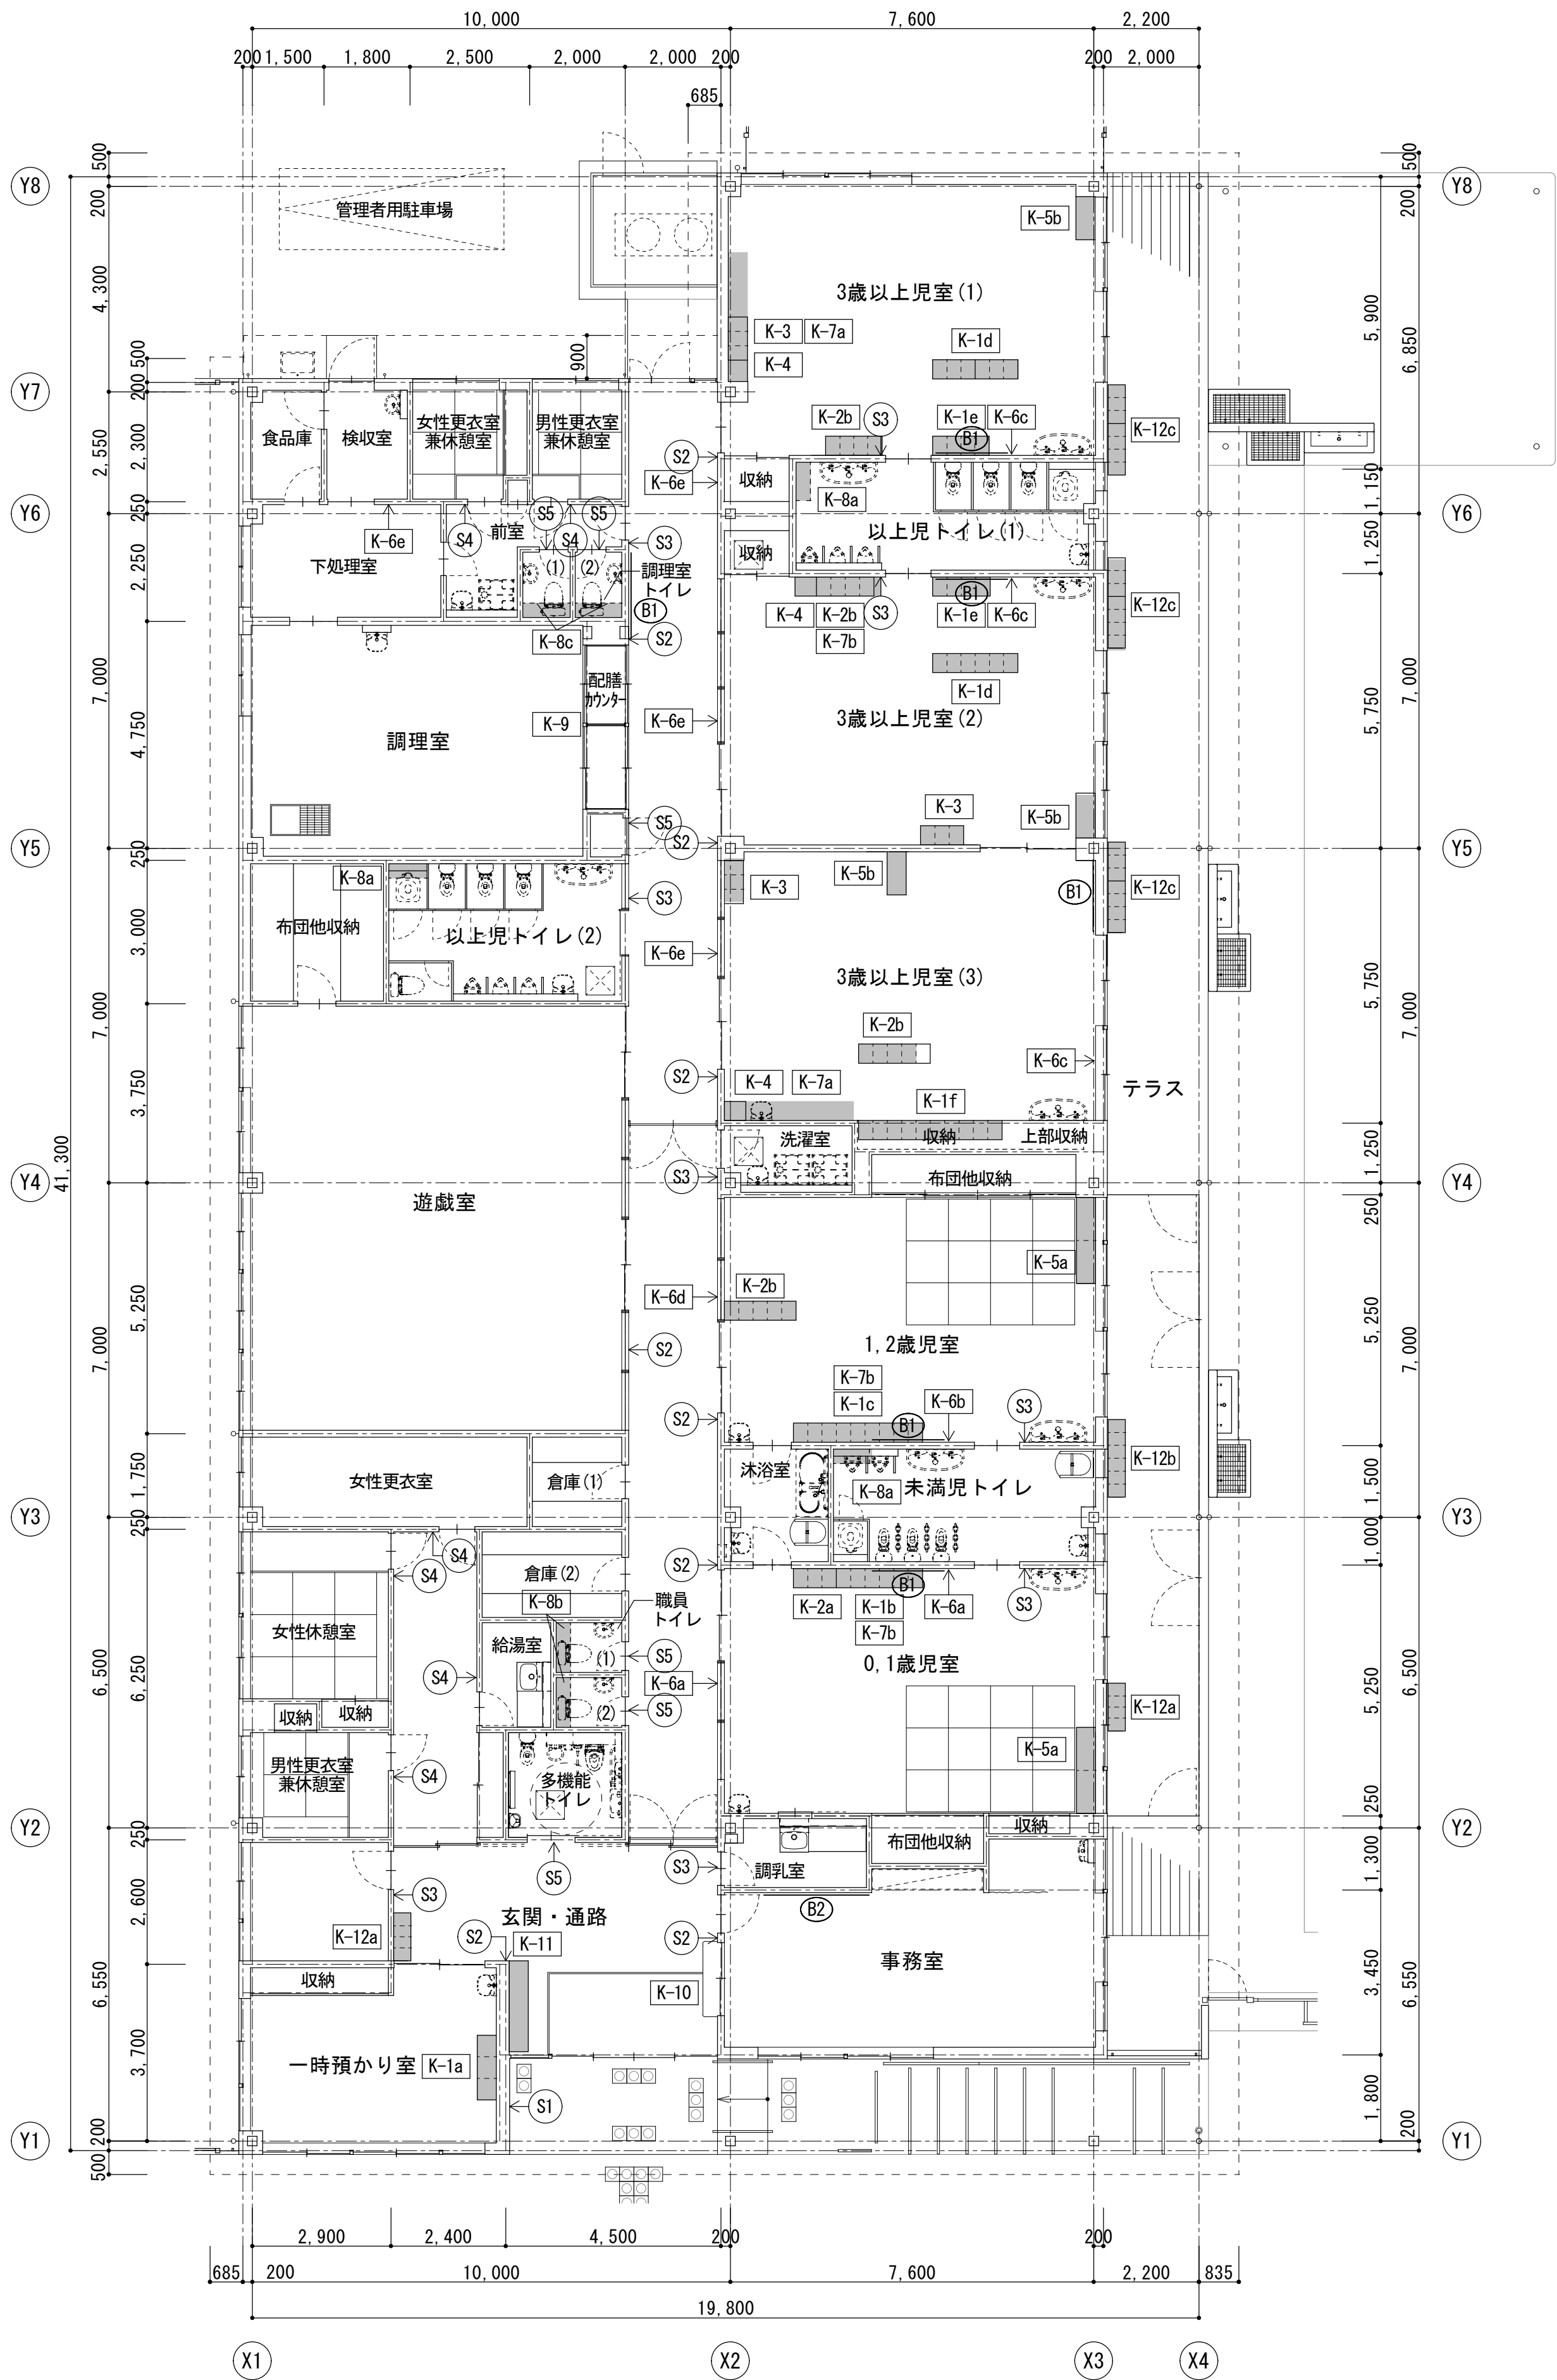 10,000
7,600
2,200
200
1,500
1,800
2,500
2,000
2,000
200
200
2,000
685
500
500
Y8
Y8
200
200
管理者用駐車場
K-5b
4,300
3歳以上児室(1)
5,900
6,850
K-3
K-7a
K-1d
K-4
900
500
Y7
200
Y7
女性更衣室
兼休憩室
男性更衣室
兼休憩室
食品庫
検収室
2,550
2,300
K-2b
S3
K-1e
K-6c
B1
K-12c
S2
K-6e
収納
K-8a
1,150
Y6
250
Y6
S5
S5
前室
S4
S4
K-6e
以上児トイレ(1)
S3
収納
1,250
2,250
下処理室
(1)
(2)
調理室
トイレ
B1
B1
K-12c
K-4
K-2b
S3
K-1e
K-6c
K-8c
S2
K-7b
7,000
配膳
カウンター
K-1d
7,000
K-9
K-6e
3歳以上児室(2)
5,750
4,750
調理室
K-3
K-5b
S5
S2
Y5
250
Y5
K-8a
K-3
K-5b
B1
K-12c
S3
布団他収納
以上児トイレ(2)
3,000
K-6e
3歳以上児室(3)
5,750
7,000
7,000
K-2b
K-6c
S2
K-4
K-7a
テラス
3,750
K-1f
洗濯室
収納
上部収納
1,250
41,300
S3
布団他収納
Y4
Y4
遊戯室
250
K-5a
K-2b
K-6d
5,250
5,250
1,2歳児室
7,000
7,000
S2
K-7b
K-1c
K-6b
S3
S2
B1
沐浴室
K-12b
女性更衣室
倉庫(1)
1,750
K-8a
未満児トイレ
1,500
Y3
250
Y3
S4
S4
1,000
S2
倉庫(2)
B1
K-8b
職員
トイレ
K-2a
K-1b
K-6a
S3
女性休憩室
給湯室
K-7b
(1)
S5
0,1歳児室
6,500
6,250
S4
K-6a
5,250
6,500
K-12a
収納
収納
(2)
S5
男性更衣室
兼休憩室
K-5a
S4
多機能
トイレ
250
Y2
250
Y2
収納
布団他収納
S5
S3
調乳室
1,300
S3
2,600
玄関・通路
B2
K-12a
S2
K-11
S2
収納
K-10
事務室
3,450
6,550
6,550
一時預かり室
K-1a
3,700
S1
1,800
Y1
200
200
Y1
500
2,900
2,400
4,500
200
200
685
200
10,000
7,600
2,200
835
19,800
X1
X2
X3
X4